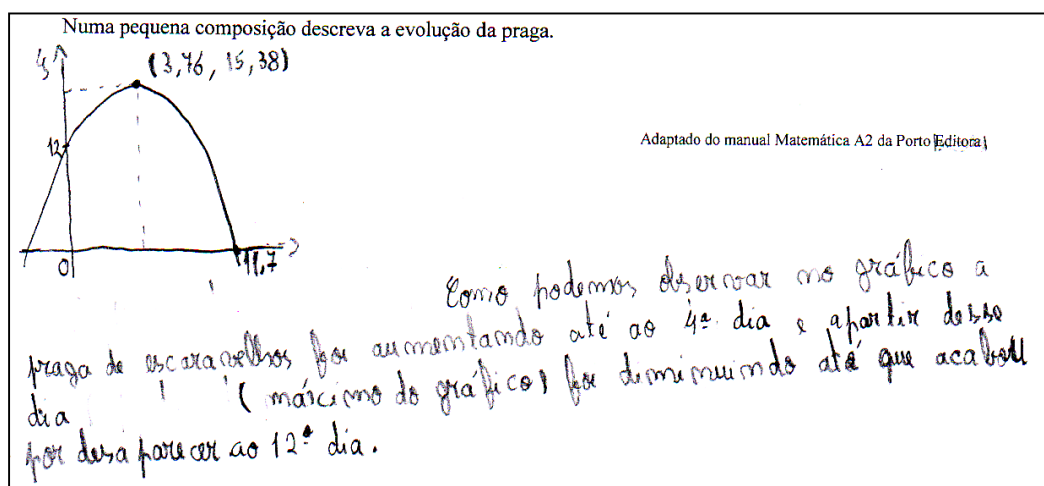 Numa pequena composição descreva a evolução da praga.
y
(3,76, 15,38)
12
Adaptado do manual Matemática A2 da Porto Editora
0
11,7
Como podemos observar no gráfico a
praga de escaravelhos foi aumentando até ao 4º dia e apartir desse
dia (márcimo do gráfico) foi diminuindo até que acabou
por desaparecer ao 12º dia.